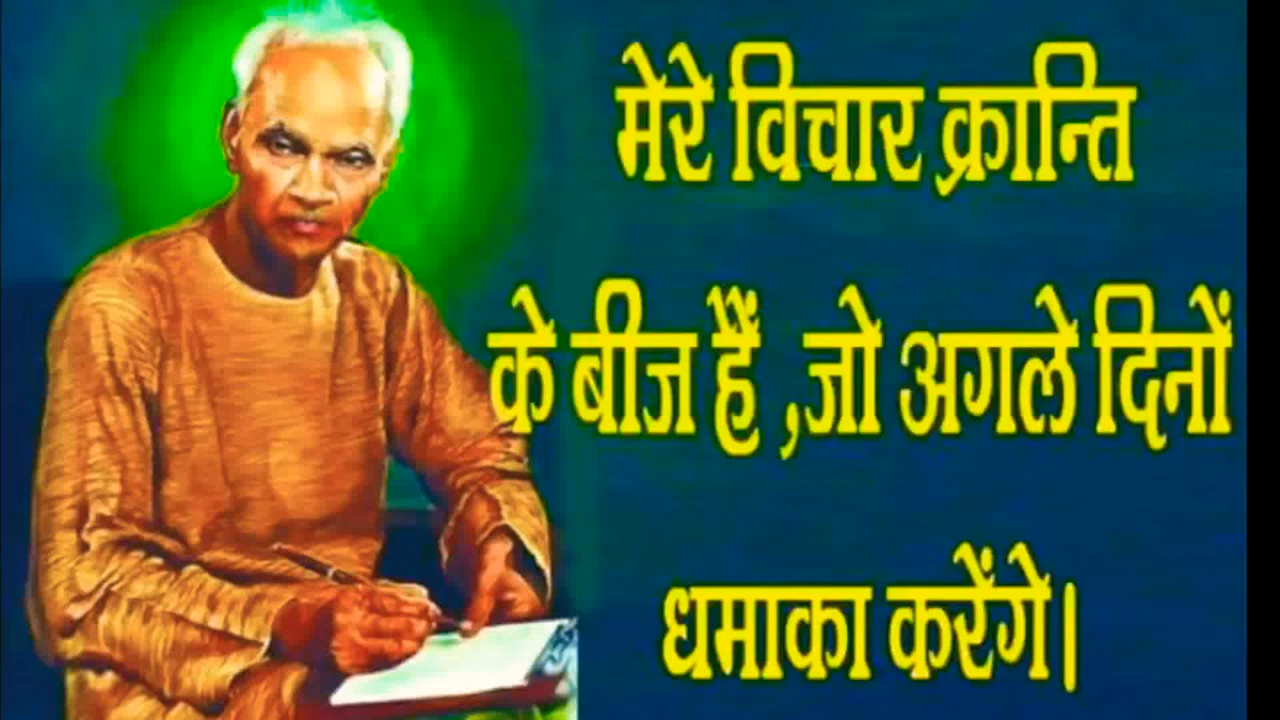 मेरे विचार क्रान्ति
के बीज हैं ,जो अगले दिनों
धमाका करेंगे।